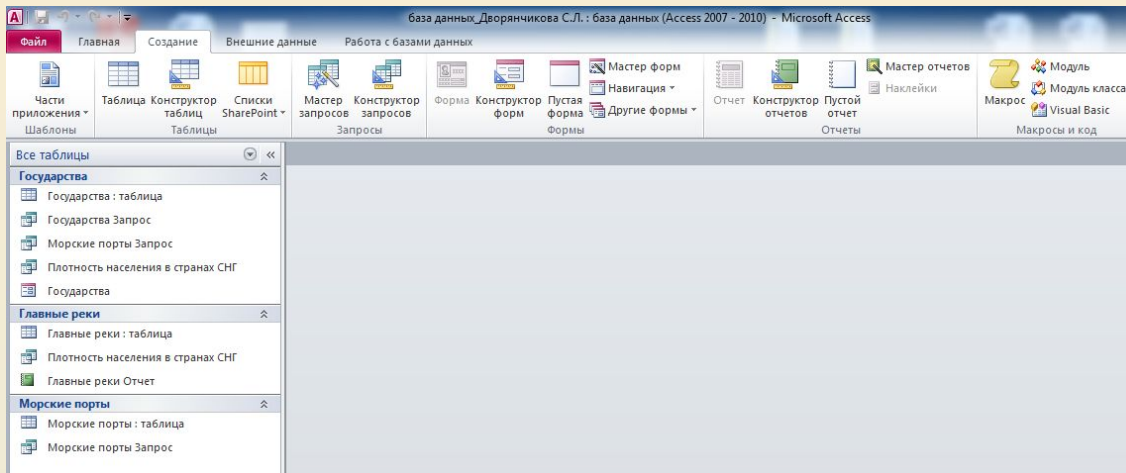 база данных_Дворянчикова С.Л. : база данных (Access 2007 - 2010) - Microsoft Access
Файл Главная Создание Внешние данные Работа с базами данных
Части приложения
Таблица
Конструктор таблиц
Списки SharePoint
Мастер запросов
Конструктор запросов
Форма
Конструктор форм
Пустая форма
Мастер форм
Навигация
Другие формы
Отчет
Конструктор отчетов
Пустой отчет
Мастер отчетов
Наклейки
Макрос
Модуль
Модуль класса
Visual Basic
Шаблоны Таблицы Запросы Формы Отчеты Макросы и код
Все таблицы
Государства
Государства : таблица
Государства Запрос
Морские порты Запрос
Плотность населения в странах СНГ
Государства
Главные реки
Главные реки : таблица
Плотность населения в странах СНГ
Главные реки Отчет
Морские порты
Морские порты : таблица
Морские порты Запрос